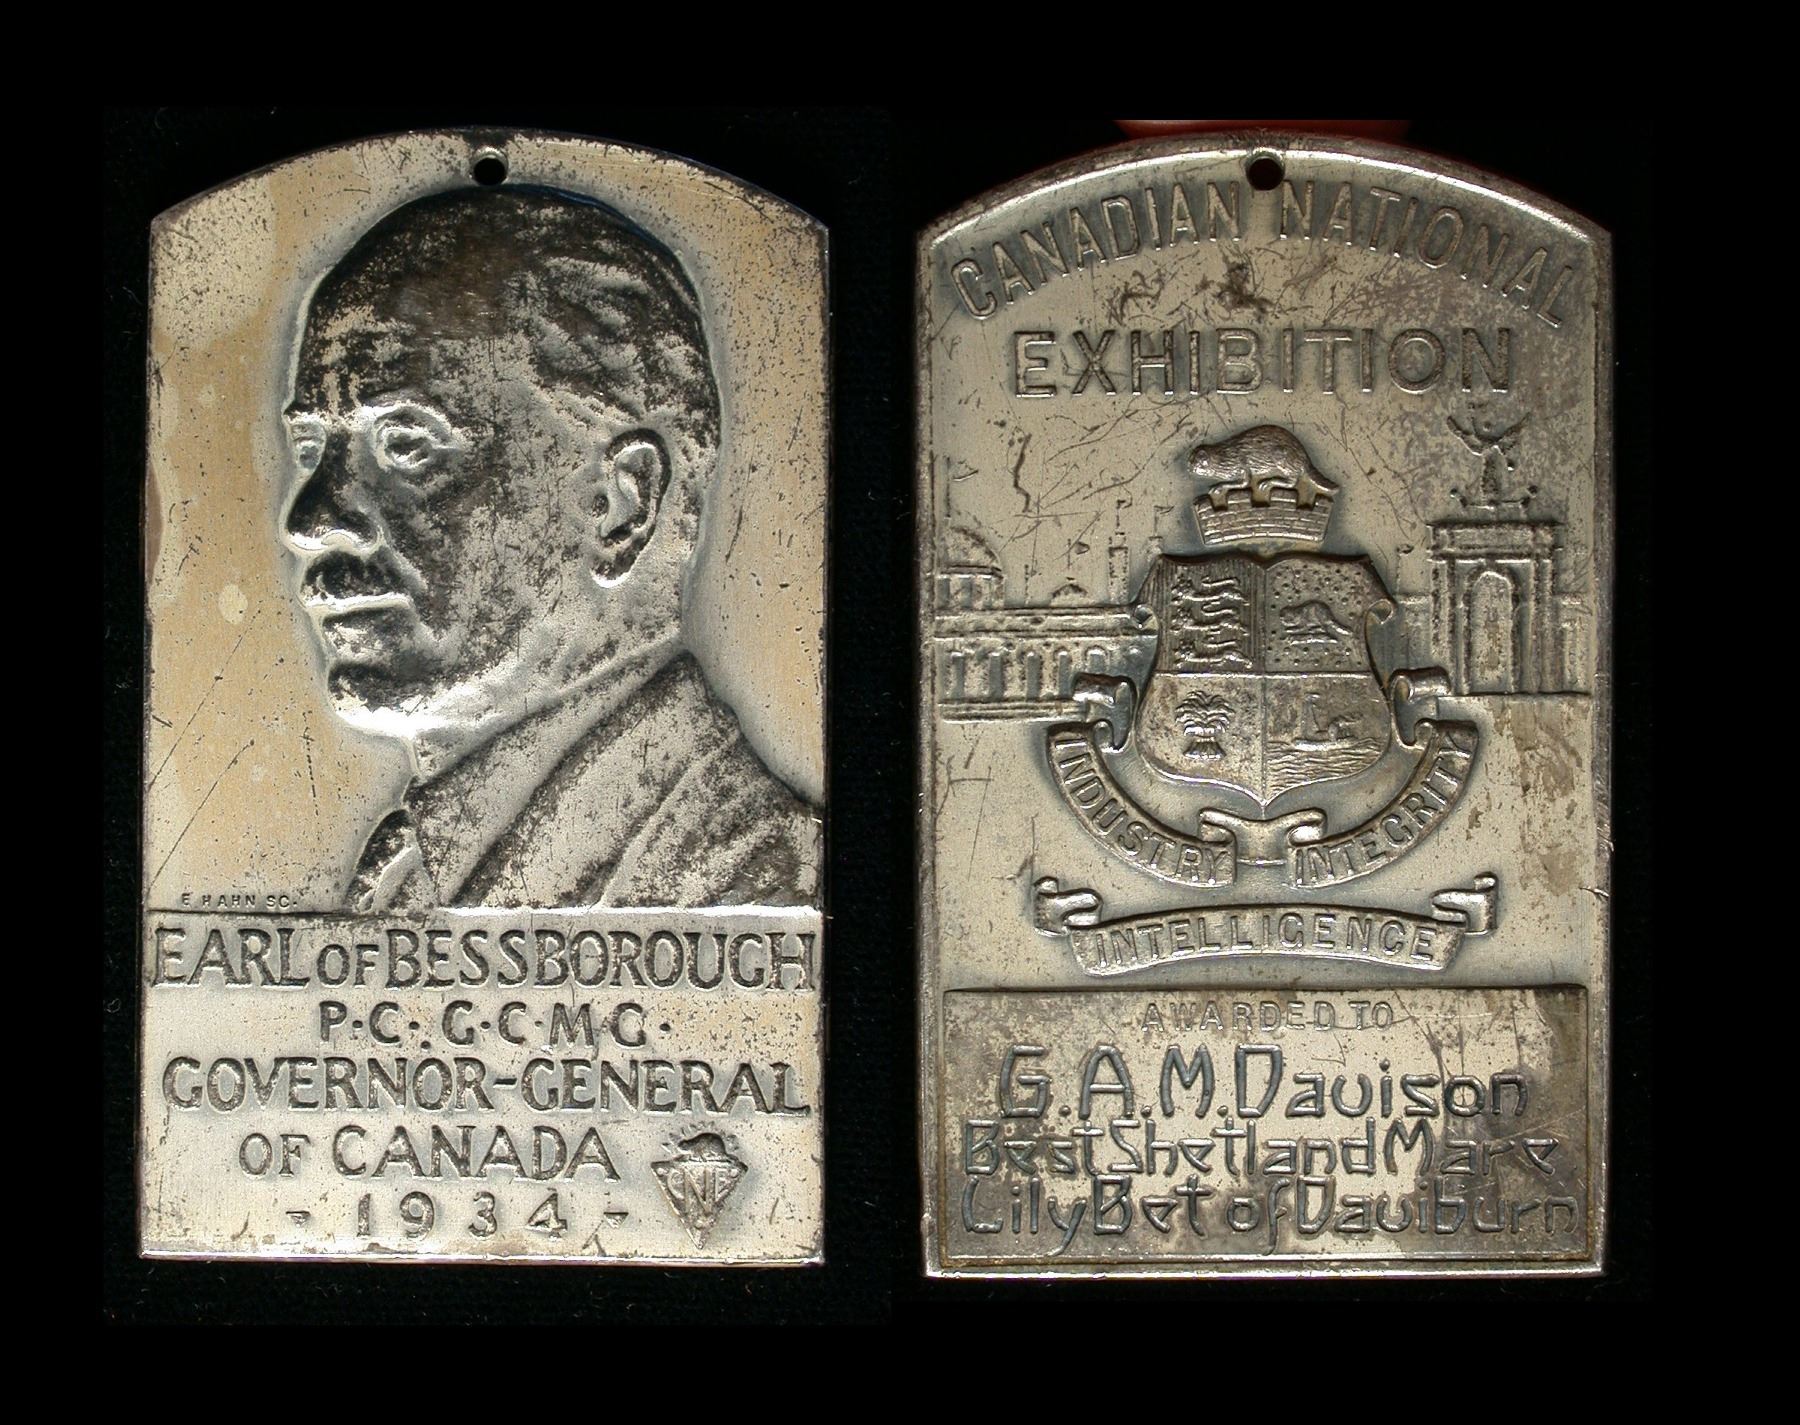 E HAHN SC.
EARL OF BESSBOROUGH
P·C· G·C·M·G·
GOVERNOR-GENERAL
OF CANADA
- 1934 -
CNE
CANADIAN NATIONAL
EXHIBITION
INDUSTRY INTEGRITY
INTELLIGENCE
AWARDED TO
G.A.M.Davison
Best Shetland Mare
Lily Bet of Daviburn